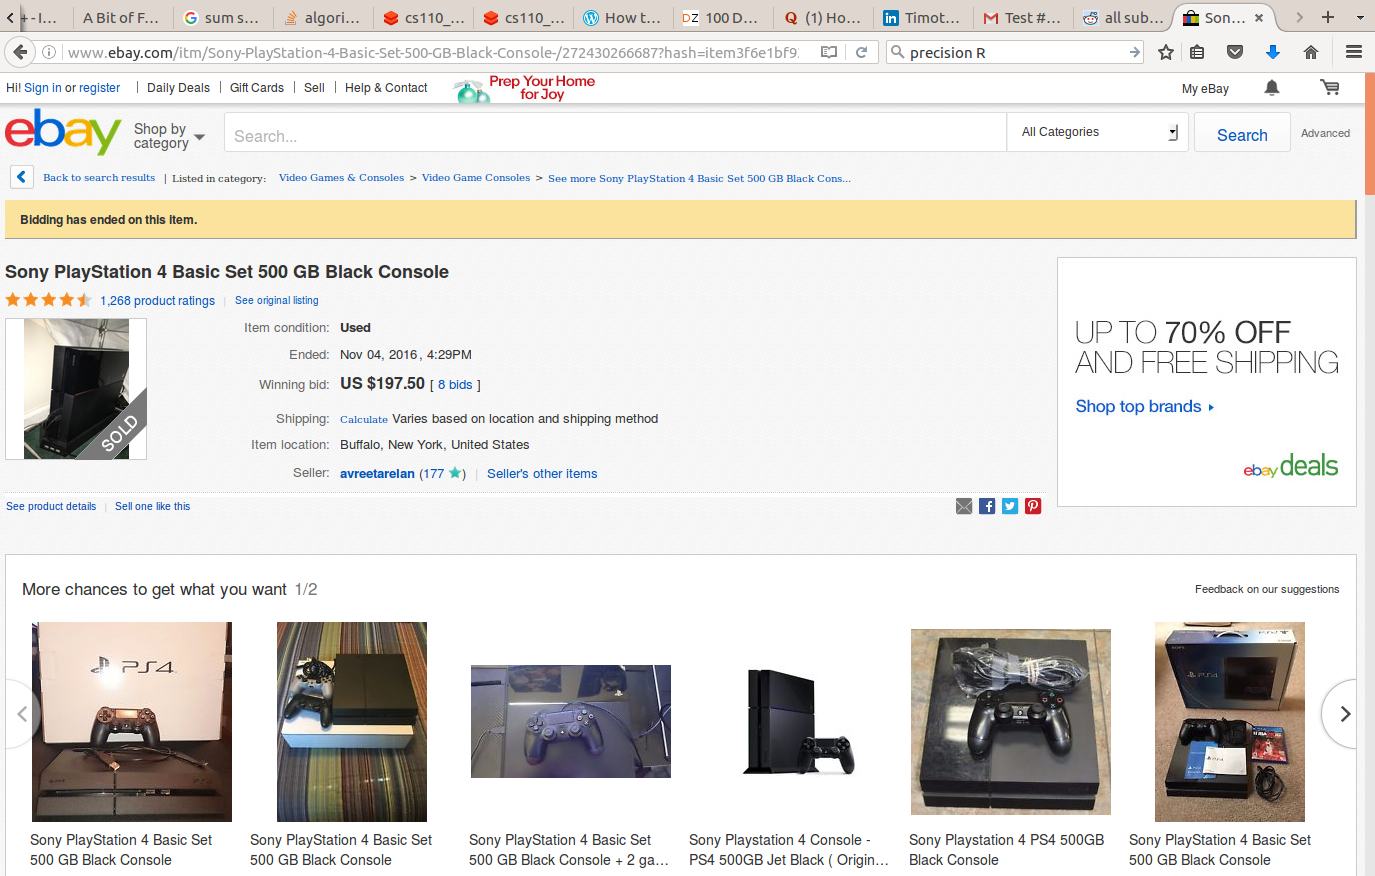 + - I...
A Bit of F...
sum s...
algori...
cs110_...
cs110_...
How t...
DZ 100 D...
Q (1) Ho...
in Timot...
Test #...
all sub...
Son...
www.ebay.com/itm/Sony-PlayStation-4-Basic-Set-500-GB-Black-Console-/272430266687?hash=item3f6e1bf9
precision R
Hi! Sign in or register
Daily Deals
Gift Cards
Sell
Help & Contact
Prep Your Home
for Joy
My eBay
ebay
Shop by
category
Search...
All Categories
Search
Advanced
Back to search results | Listed in category: Video Games & Consoles > Video Game Consoles > See more Sony PlayStation 4 Basic Set 500 GB Black Cons...
Bidding has ended on this item.
Sony PlayStation 4 Basic Set 500 GB Black Console
1,268 product ratings | See original listing
SOLD
Item condition: Used
Ended: Nov 04, 2016 , 4:29PM
Winning bid: US $197.50 [ 8 bids ]
Shipping: Calculate Varies based on location and shipping method
Item location: Buffalo, New York, United States
Seller: avreetarelan (177 ) | Seller's other items
See product details | Sell one like this
UP TO 70% OFF
AND FREE SHIPPING
Shop top brands
ebay deals
More chances to get what you want 1/2
Feedback on our suggestions
PS4
Sony PlayStation 4 Basic Set
500 GB Black Console
Sony PlayStation 4 Basic Set
500 GB Black Console
Sony PlayStation 4 Basic Set
500 GB Black Console + 2 ga...
Sony Playstation 4 Console -
PS4 500GB Jet Black ( Origin...
Sony Playstation 4 PS4 500GB
Black Console
Sony PlayStation 4 Basic Set
500 GB Black Console